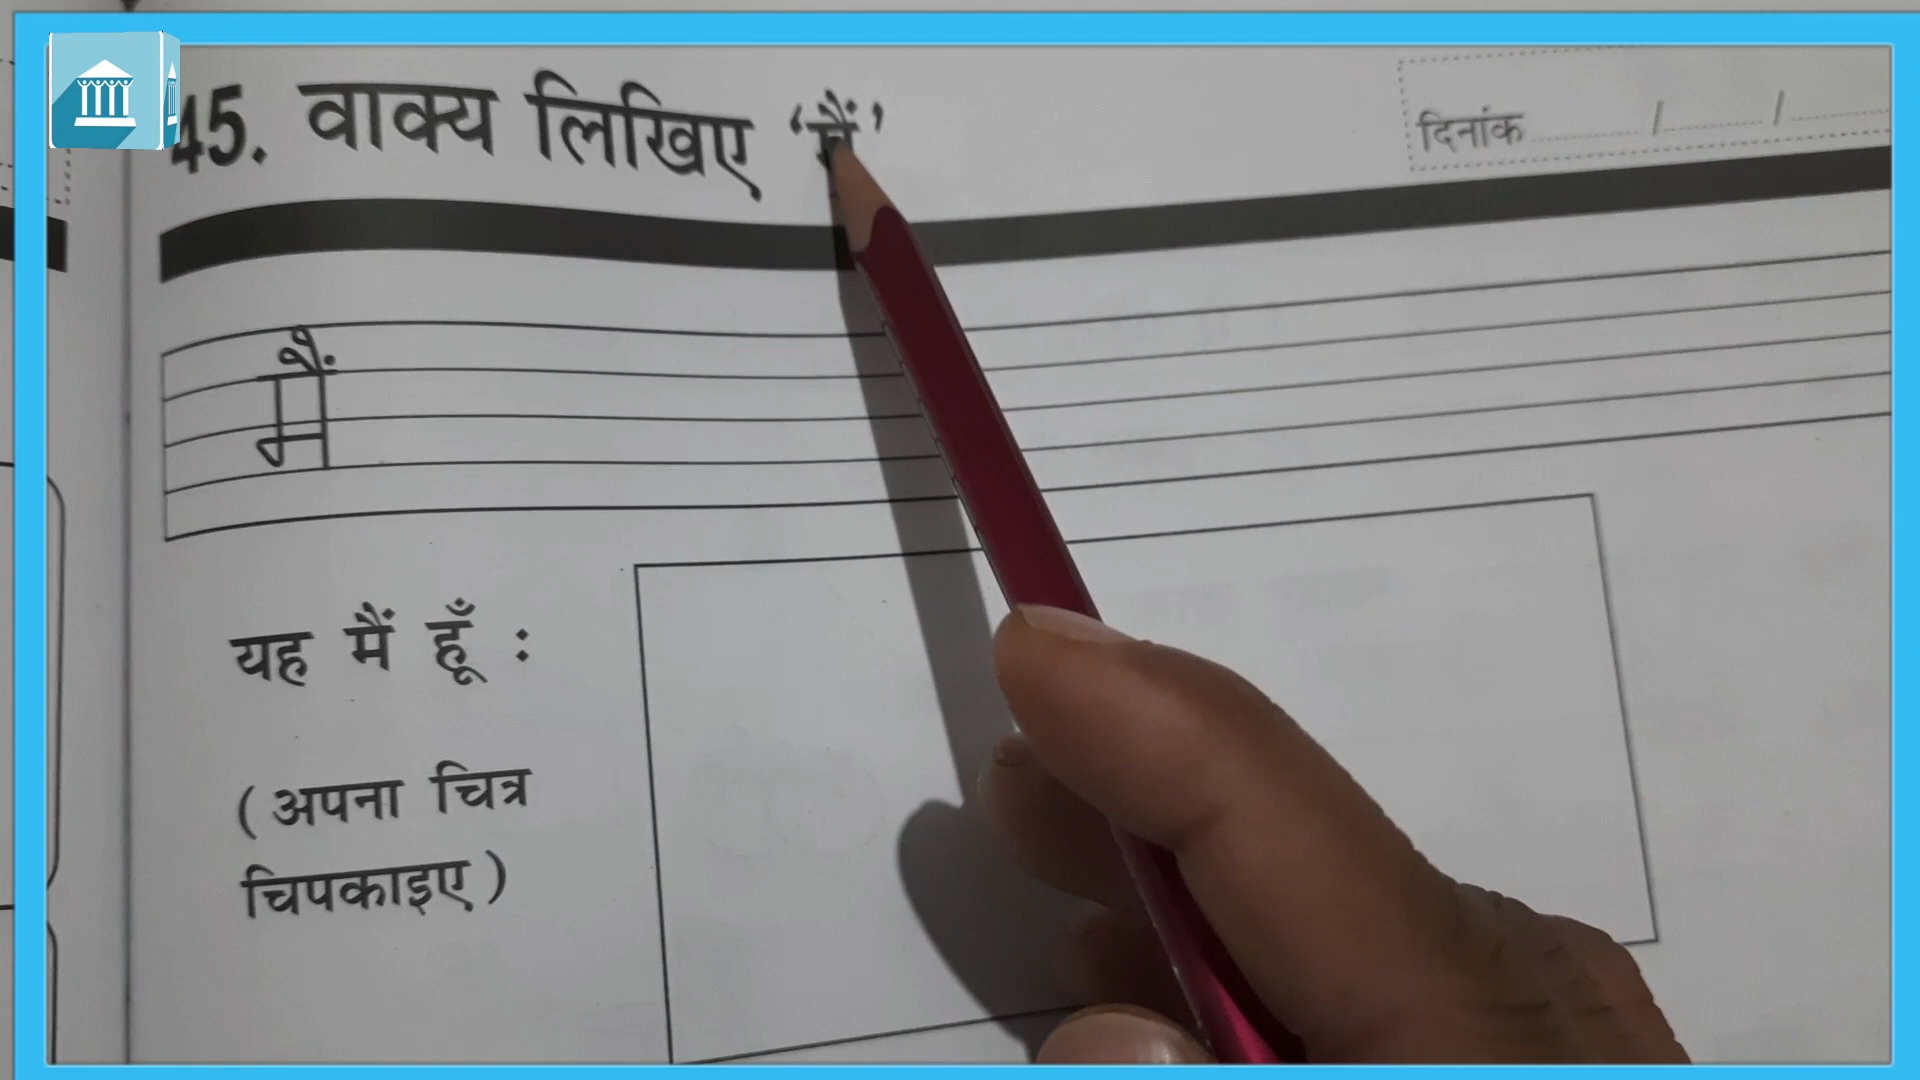 45. वाक्य लिखिए ‘मैं’
दिनांक ......../......../........
मैं
यह मैं हूँ :
(अपना चित्र
चिपकाइए)